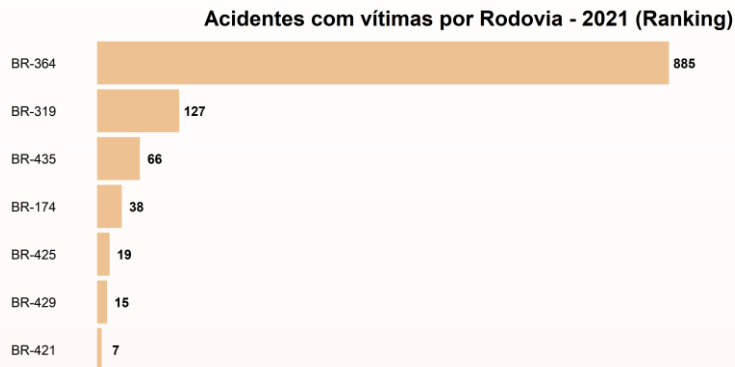 Acidentes com vítimas por Rodovia - 2021 (Ranking)
BR-364 885
BR-319 127
BR-435 66
BR-174 38
BR-425 19
BR-429 15
BR-421 7